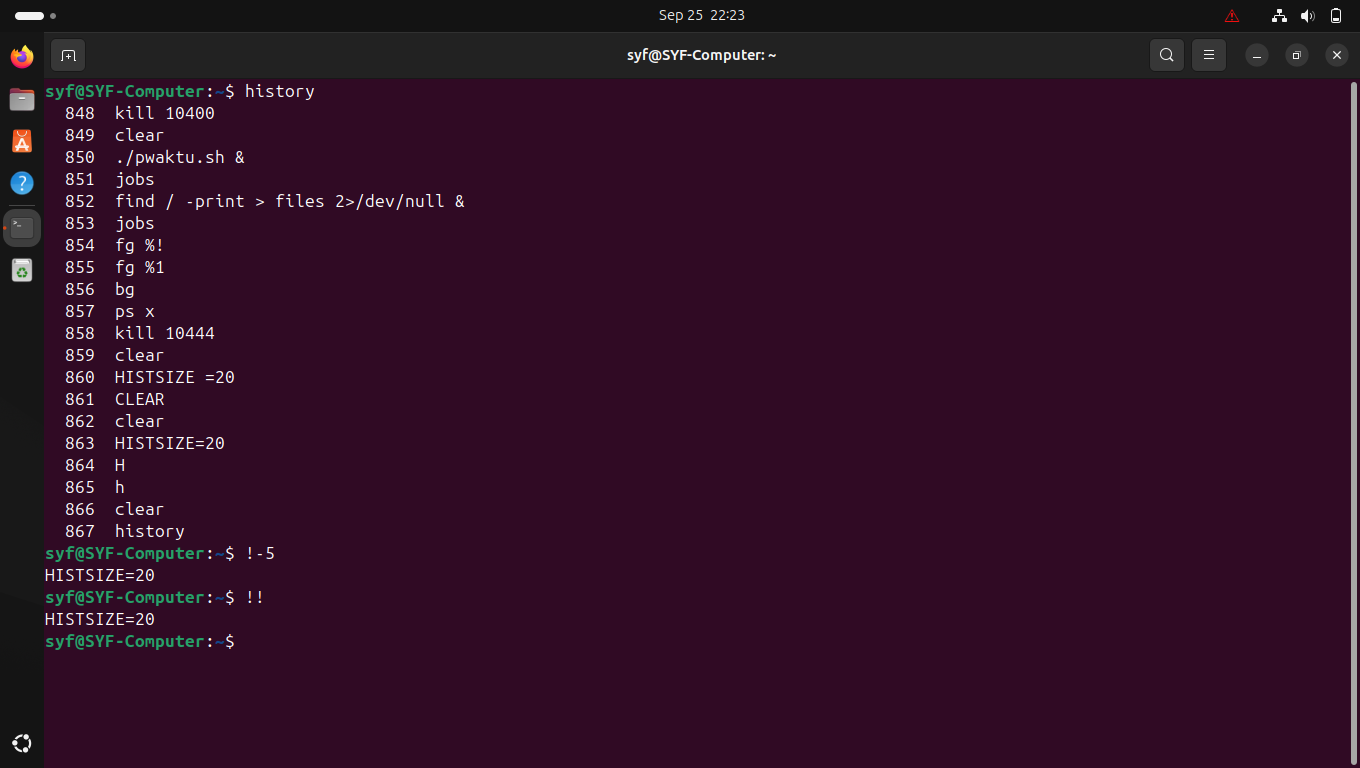 Sep 25 22:23
syf@SYF-Computer: ~
syf@SYF-Computer:~$ history
848 kill 10400
849 clear
850 ./pwaktu.sh &
851 jobs
852 find / -print > files 2>/dev/null &
853 jobs
854 fg %!
855 fg %1
856 bg
857 ps x
858 kill 10444
859 clear
860 HISTSIZE =20
861 CLEAR
862 clear
863 HISTSIZE=20
864 H
865 h
866 clear
867 history
syf@SYF-Computer:~$ !-5
HISTSIZE=20
syf@SYF-Computer:~$ !!
HISTSIZE=20
syf@SYF-Computer:~$